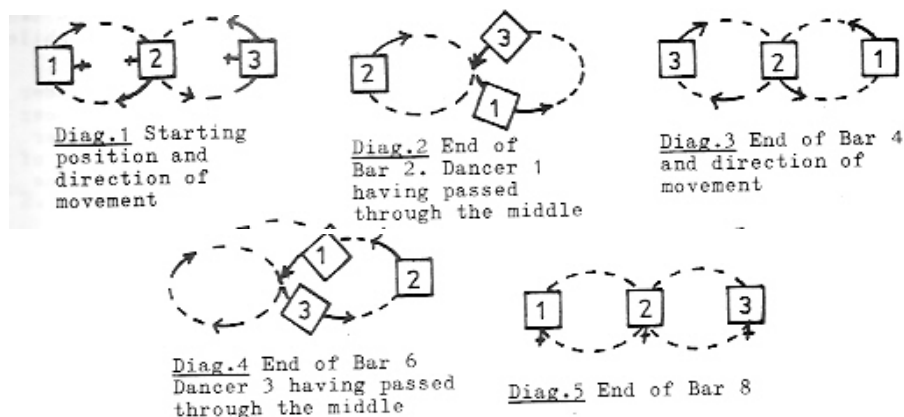 1 2 3
Diag.1 Starting
position and
direction of
movement
2 3 1
Diag.2 End of
Bar 2. Dancer 1
having passed
through the middle
3 2 1
Diag.3 End of Bar 4
and direction of
movement
1 3 2
Diag.4 End of Bar 6
Dancer 3 having passed
through the middle
1 2 3
Diag.5 End of Bar 8